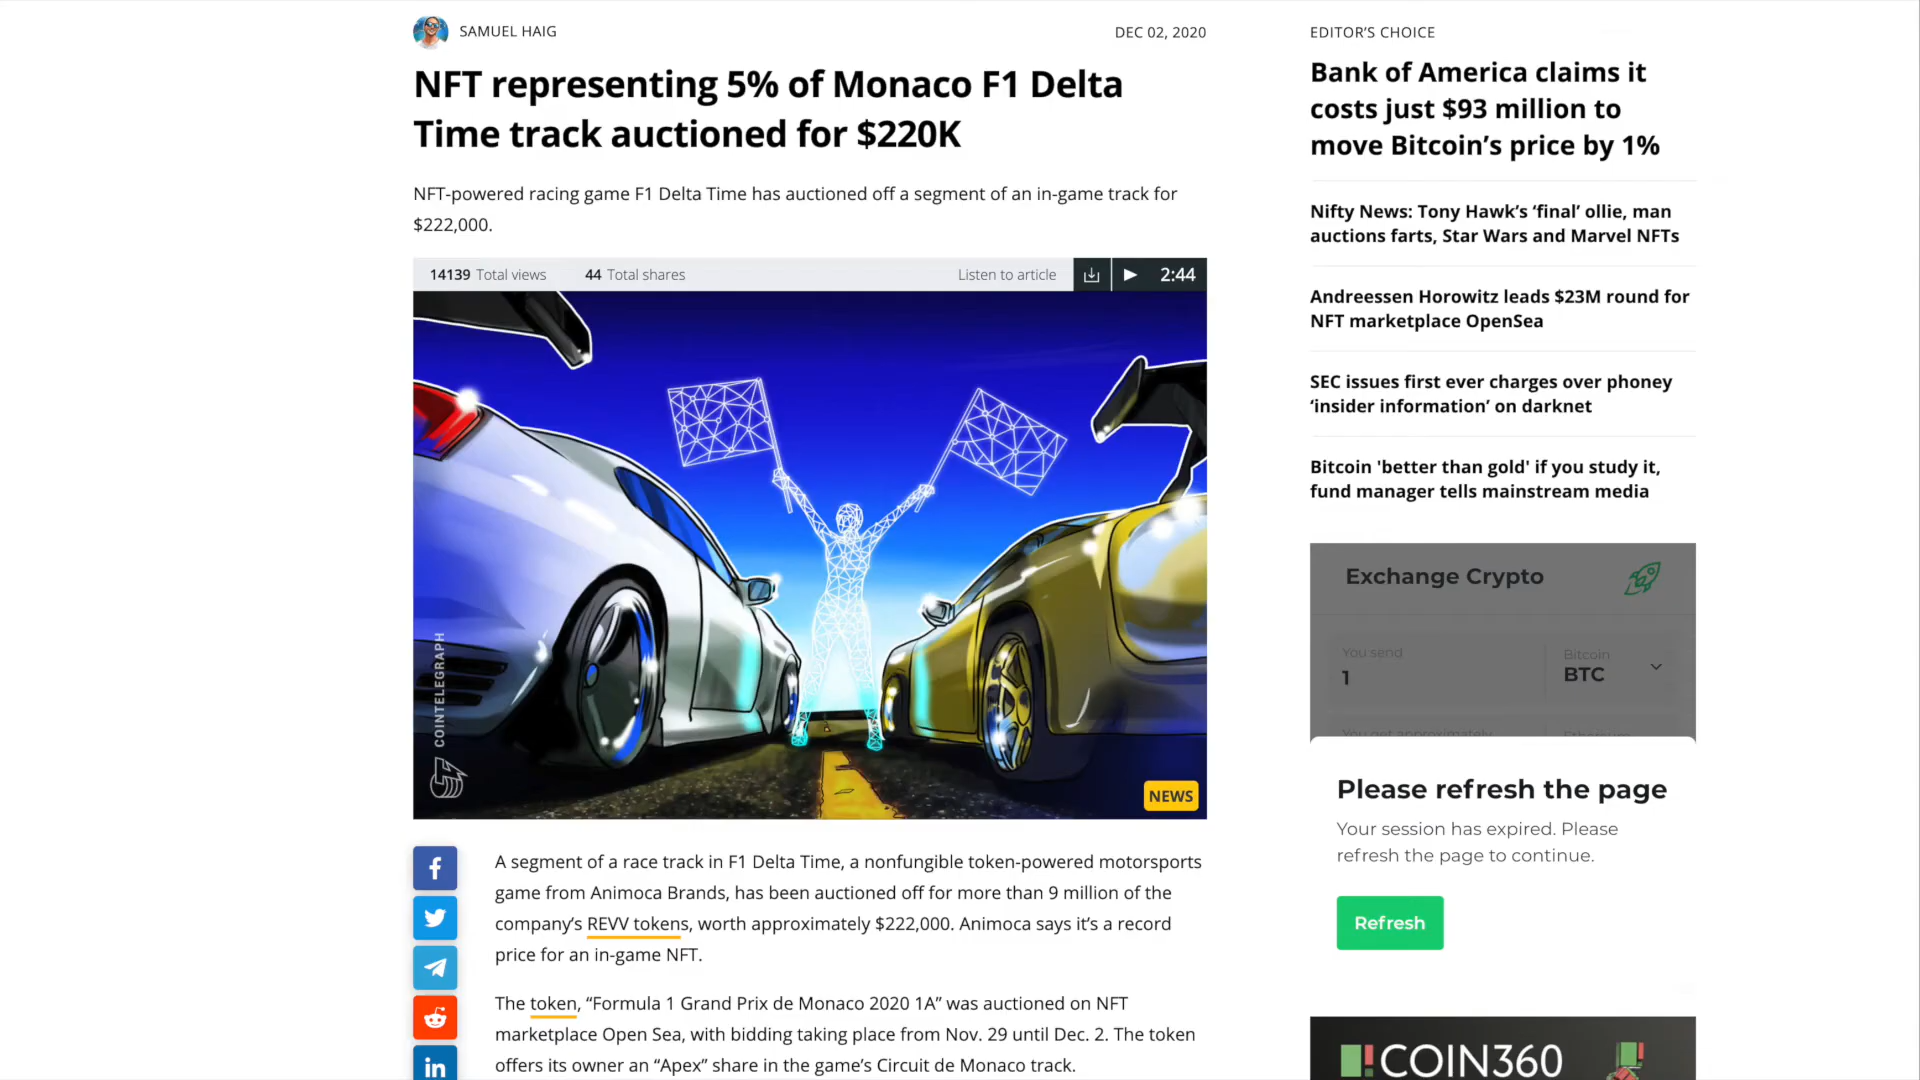 SAMUEL HAIG
DEC 02, 2020
NFT representing 5% of Monaco F1 Delta
Time track auctioned for $220K
NFT-powered racing game F1 Delta Time has auctioned off a segment of an in-game track for
$222,000.
14139 Total views
44 Total shares
Listen to article
2:44
COINTELEGRAPH
NEWS
A segment of a race track in F1 Delta Time, a nonfungible token-powered motorsports
game from Animoca Brands, has been auctioned off for more than 9 million of the
company’s REVV tokens, worth approximately $222,000. Animoca says it’s a record
price for an in-game NFT.
The token, “Formula 1 Grand Prix de Monaco 2020 1A” was auctioned on NFT
marketplace Open Sea, with bidding taking place from Nov. 29 until Dec. 2. The token
offers its owner an “Apex” share in the game’s Circuit de Monaco track.
EDITOR’S CHOICE
Bank of America claims it
costs just $93 million to
move Bitcoin’s price by 1%
Nifty News: Tony Hawk’s ‘final’ ollie, man
auctions farts, Star Wars and Marvel NFTs
Andreessen Horowitz leads $23M round for
NFT marketplace OpenSea
SEC issues first ever charges over phoney
‘insider information’ on darknet
Bitcoin 'better than gold' if you study it,
fund manager tells mainstream media
Exchange Crypto
You send
1
Bitcoin
BTC
You get approximately
Ethereum
Please refresh the page
Your session has expired. Please
refresh the page to continue.
Refresh
COIN360